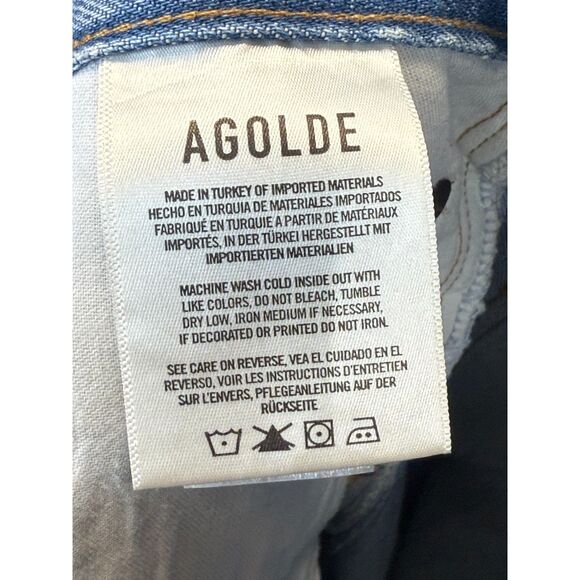 AGOLDE
MADE IN TURKEY OF IMPORTED MATERIALS
HECHO EN TURQUIA DE MATERIALES IMPORTADOS
FABRIQUÉ EN TURQUIE A PARTIR DE MATÉRIAUX
IMPORTÉS, IN DER TÜRKEI HERGESTELLT MIT
IMPORTIERTEN MATERIALIEN
MACHINE WASH COLD INSIDE OUT WITH
LIKE COLORS, DO NOT BLEACH, TUMBLE
DRY LOW, IRON MEDIUM IF NECESSARY,
IF DECORATED OR PRINTED DO NOT IRON.
SEE CARE ON REVERSE, VEA EL CUIDADO EN EL
REVERSO, VOIR LES INSTRUCTIONS D'ENTRETIEN
SUR L'ENVERS, PFLEGEANLEITUNG AUF DER
RÜCKSEITE